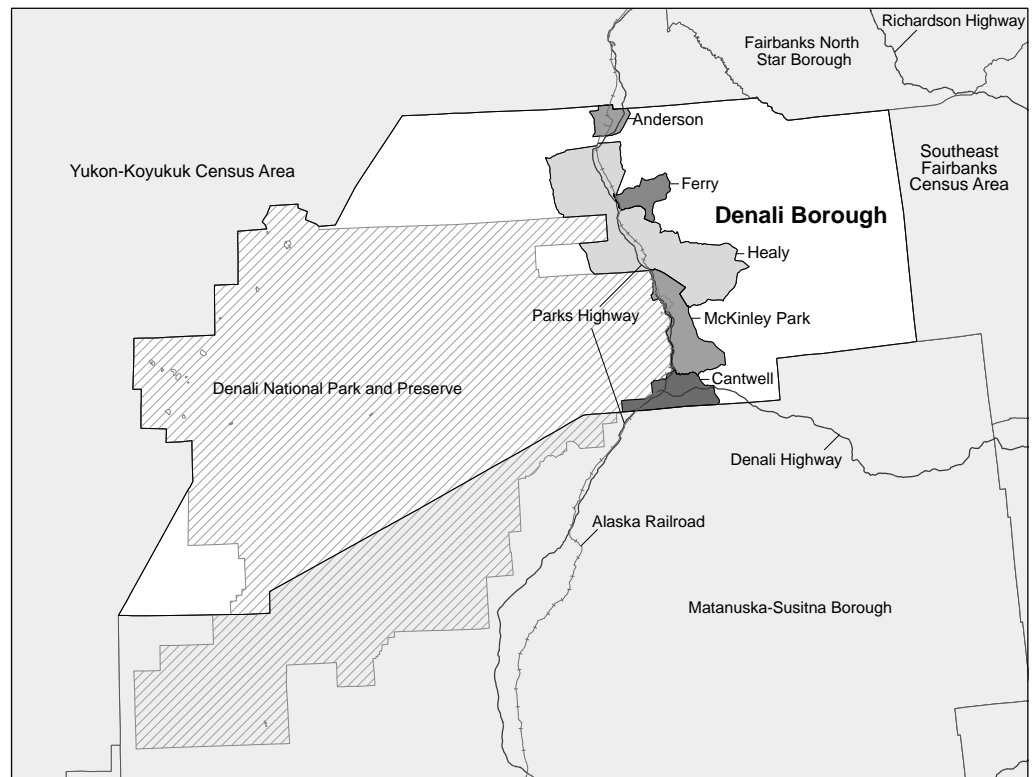 Richardson Highway
Fairbanks North
Star Borough
Anderson
Yukon-Koyukuk Census Area
Southeast
Fairbanks
Census Area
Ferry
Denali Borough
Healy
Parks Highway
McKinley Park
Denali National Park and Preserve
Cantwell
Denali Highway
Alaska Railroad
Matanuska-Susitna Borough